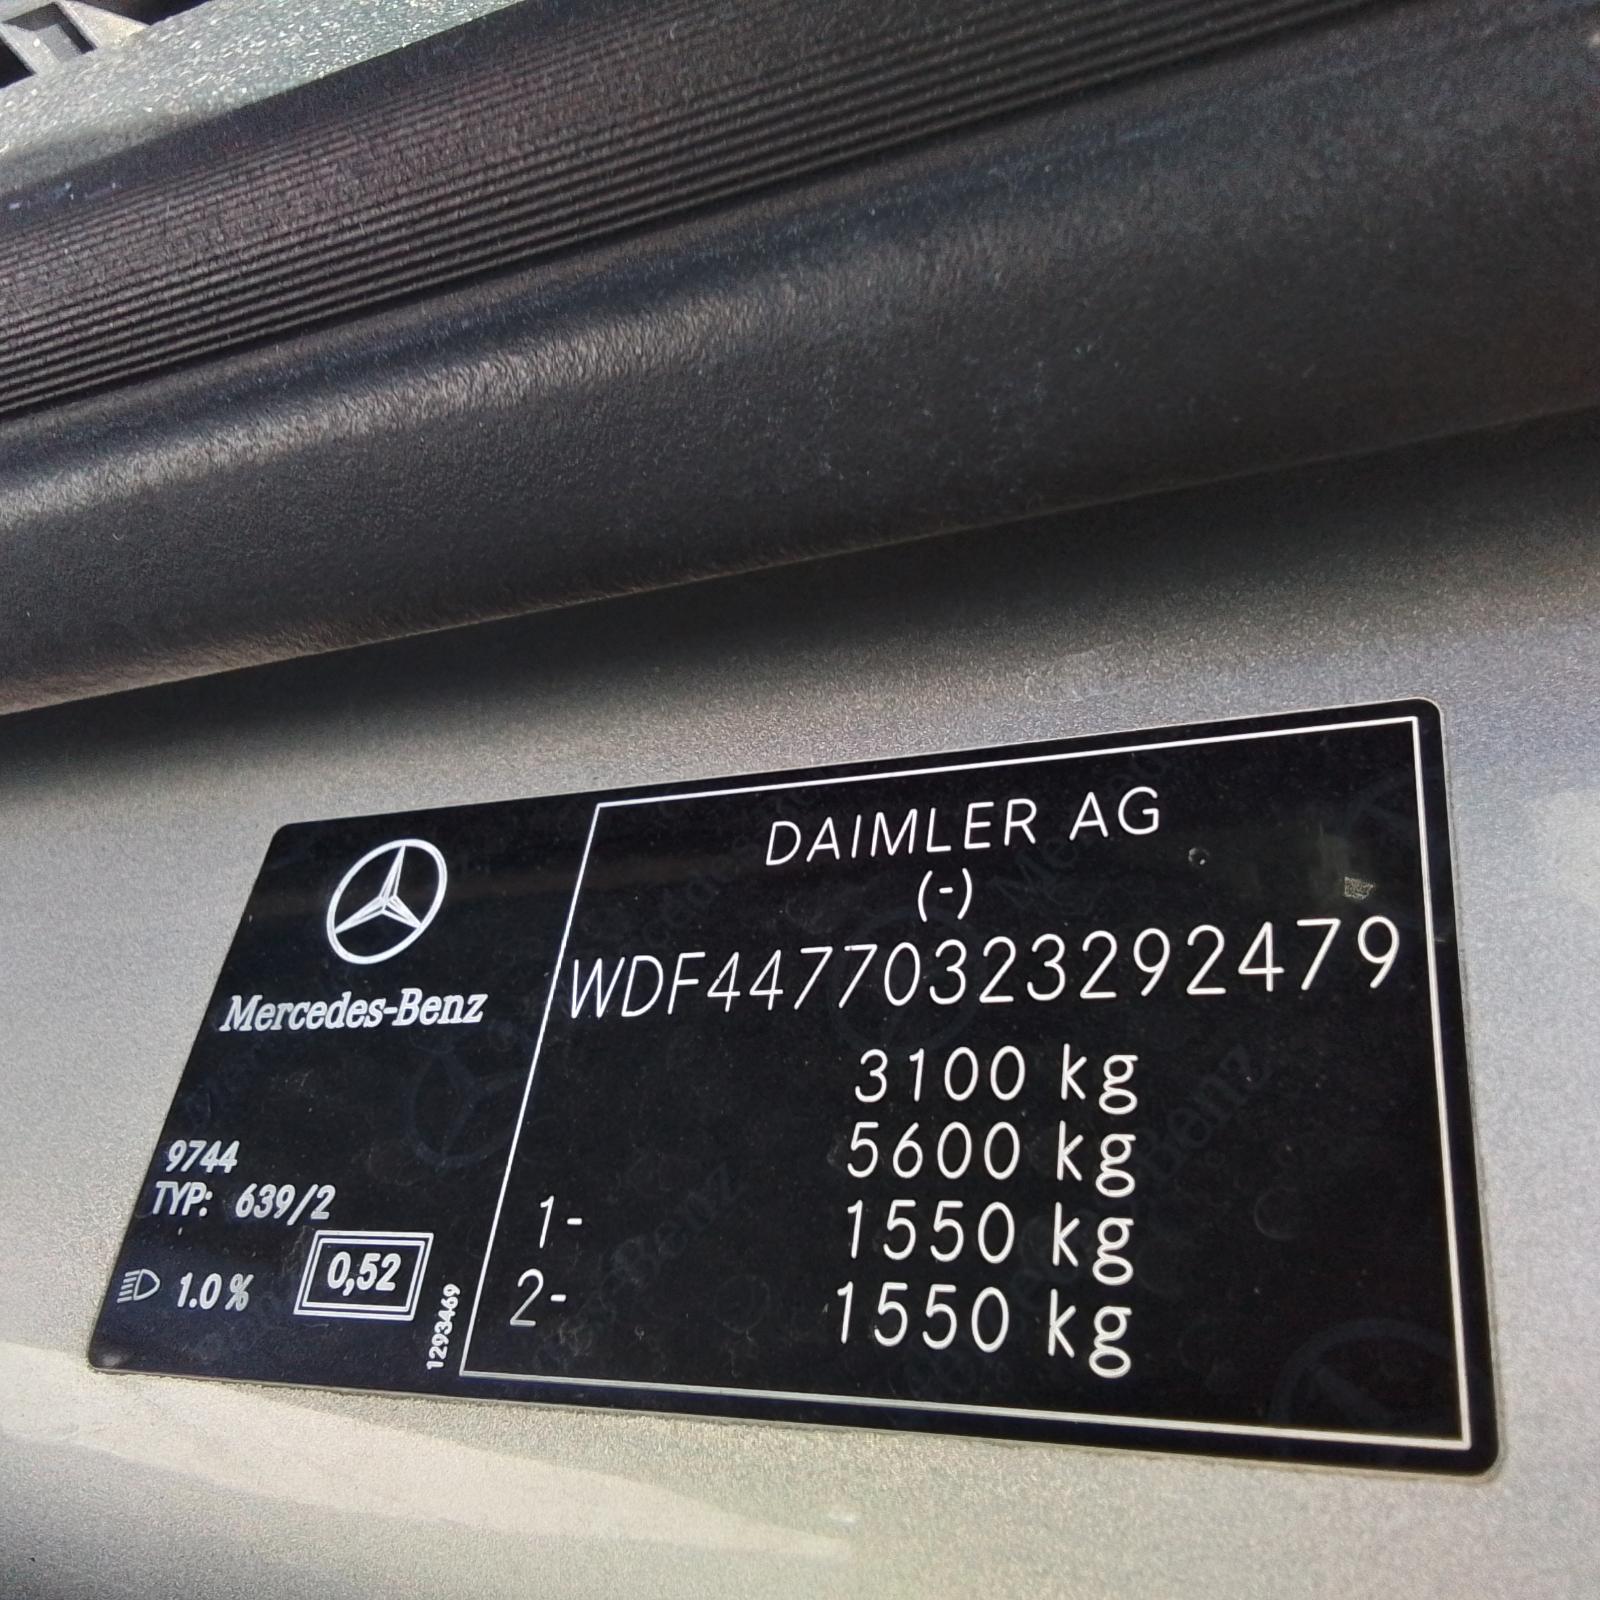 Mercedes-Benz
9744
TYP: 639/2
1.0 %
0,52
1293469
DAIMLER AG
(-)
WDF44770323292479
3100 kg
5600 kg
1- 1550 kg
2- 1550 kg